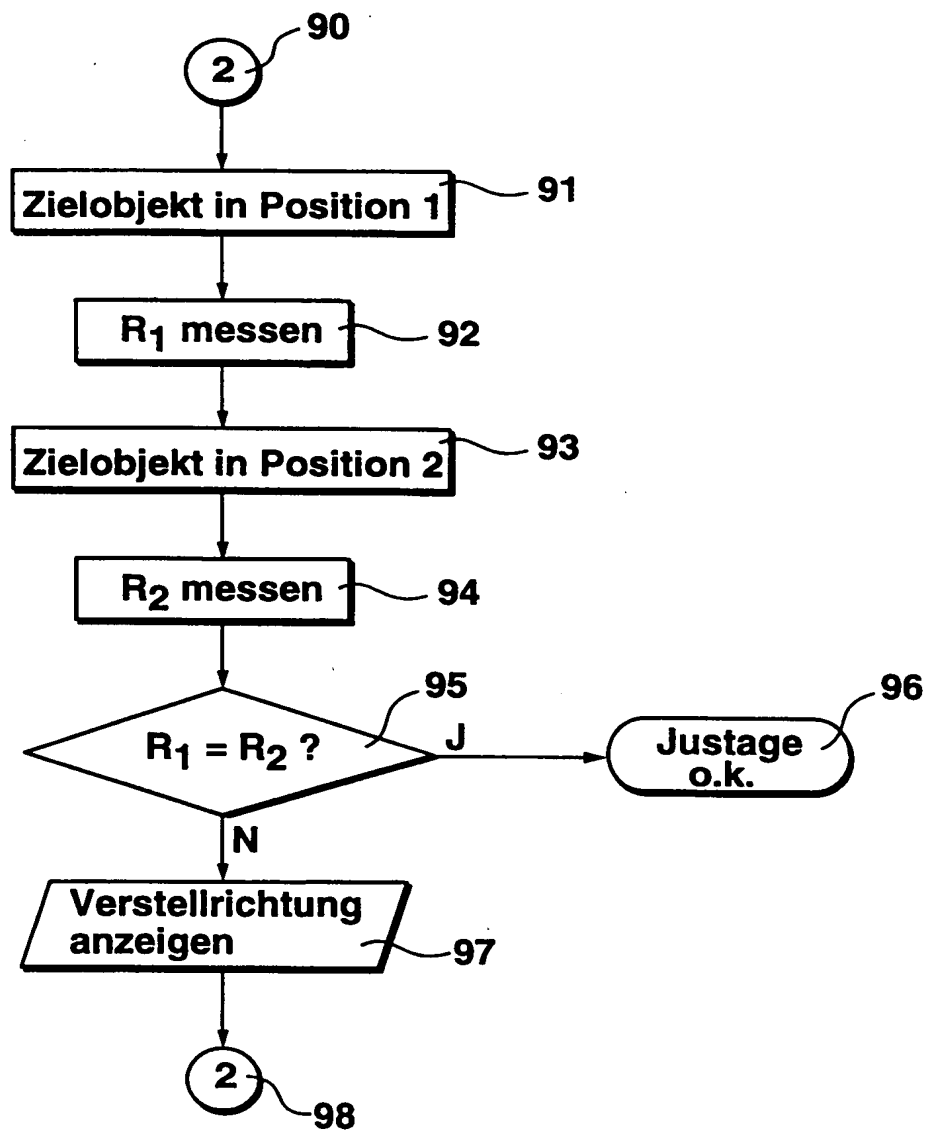 90
2
91
Zielobjekt in Position 1
R1 messen
92
93
Zielobjekt in Position 2
R2 messen
94
95
R1 = R2 ?
J
96
Justage
o.k.
N
Verstellrichtung
anzeigen
97
2
98